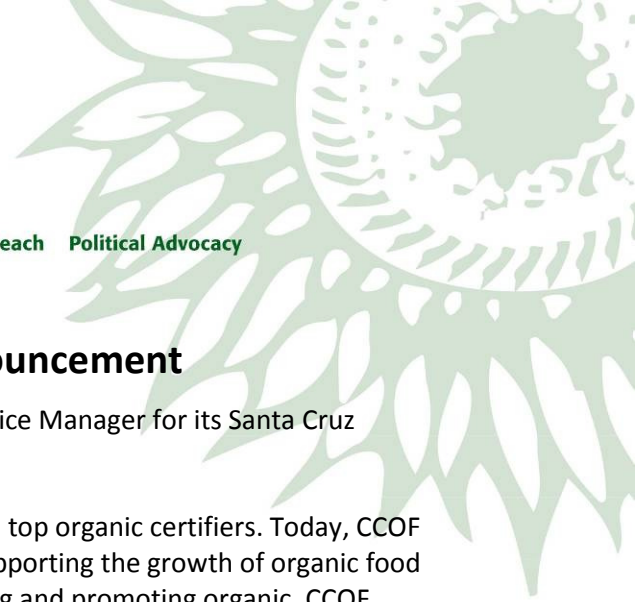 each Political Advocacy
ouncement
ice Manager for its Santa Cruz
top organic certifiers. Today, CCOF
pporting the growth of organic food
g and promoting organic. CCOF